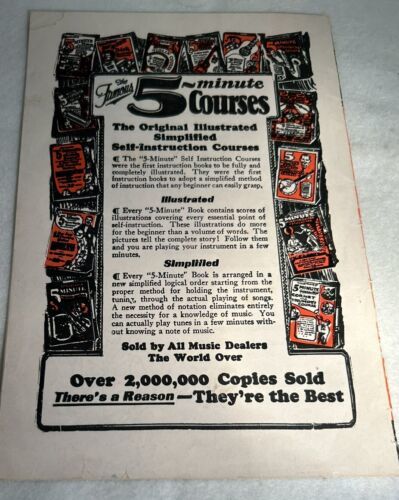 The Famous 5~minute Courses
The Original Illustrated
Simplified
Self-Instruction Courses
¶ The "5-Minute" Self Instruction Courses
were the first instruction books to be fully and
completely illustrated. They were the first
instruction books to adopt a simplified method
of instruction that any beginner can easily grasp,
Illustrated
¶ Every "5-Minute" Book contains scores of
illustrations covering every essential point of
self-instruction. These illustrations do more
for the beginner than a volume of words. The
pictures tell the complete story! Follow them
and you are playing your instrument in a few
minutes.
Simplified
¶ Every "5-Minute" Book is arranged in a
new simplified logical order starting from the
proper method for holding the instrument,
tuning, through the actual playing of songs.
A new method of notation eliminates entirely
the necessity for a knowledge of music. You
can actually play tunes in a few minutes with-
out knowing a note of music.
Sold by All Music Dealers
The World Over
Over 2,000,000 Copies Sold
There's a Reason—They're the Best